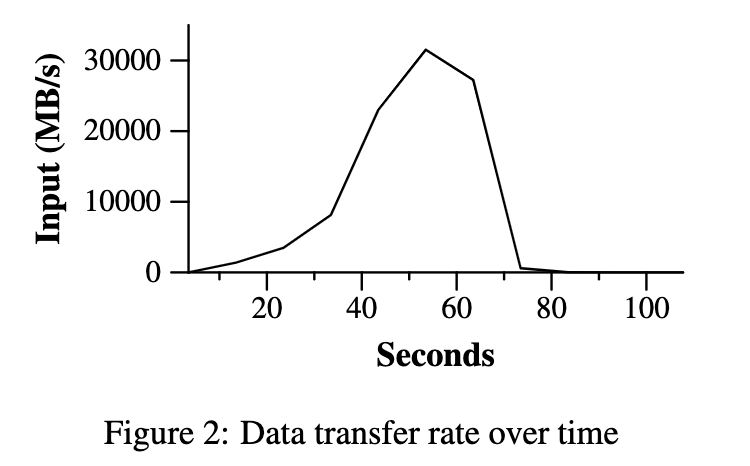 Input (MB/s)
30000
20000
10000
0
20 40 60 80 100
Seconds
Figure 2: Data transfer rate over time